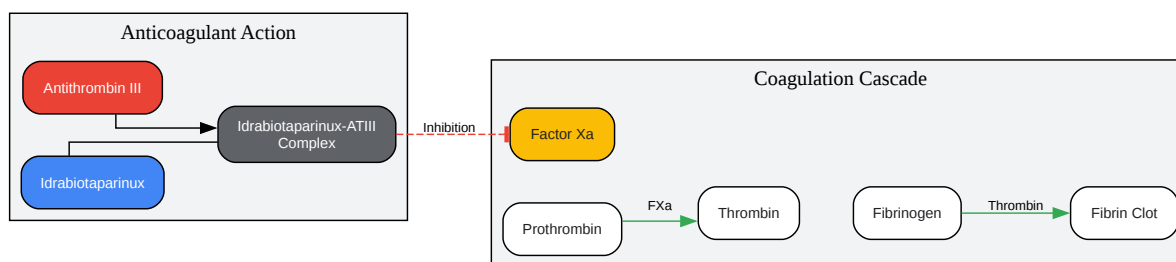 Anticoagulant Action
Antithrombin III
Idrabiotaparinux-ATIII
Complex
Idrabiotaparinux
Inhibition
Coagulation Cascade
Factor Xa
Prothrombin
FXa
Thrombin
Fibrinogen
Thrombin
Fibrin Clot